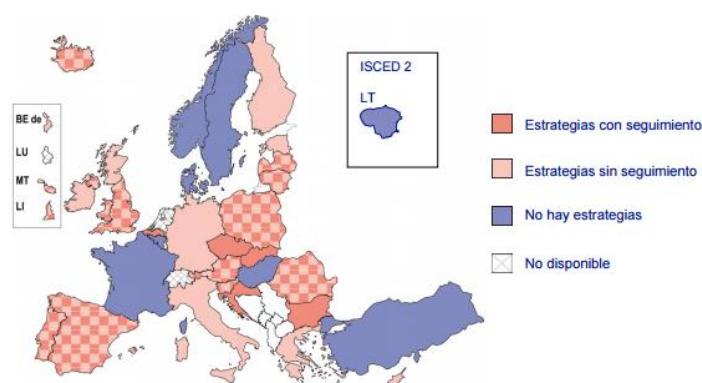 ISCED 2
LT
BE de
LU
MT
LI
Estrategias con seguimiento
Estrategias sin seguimiento
No hay estrategias
No disponible